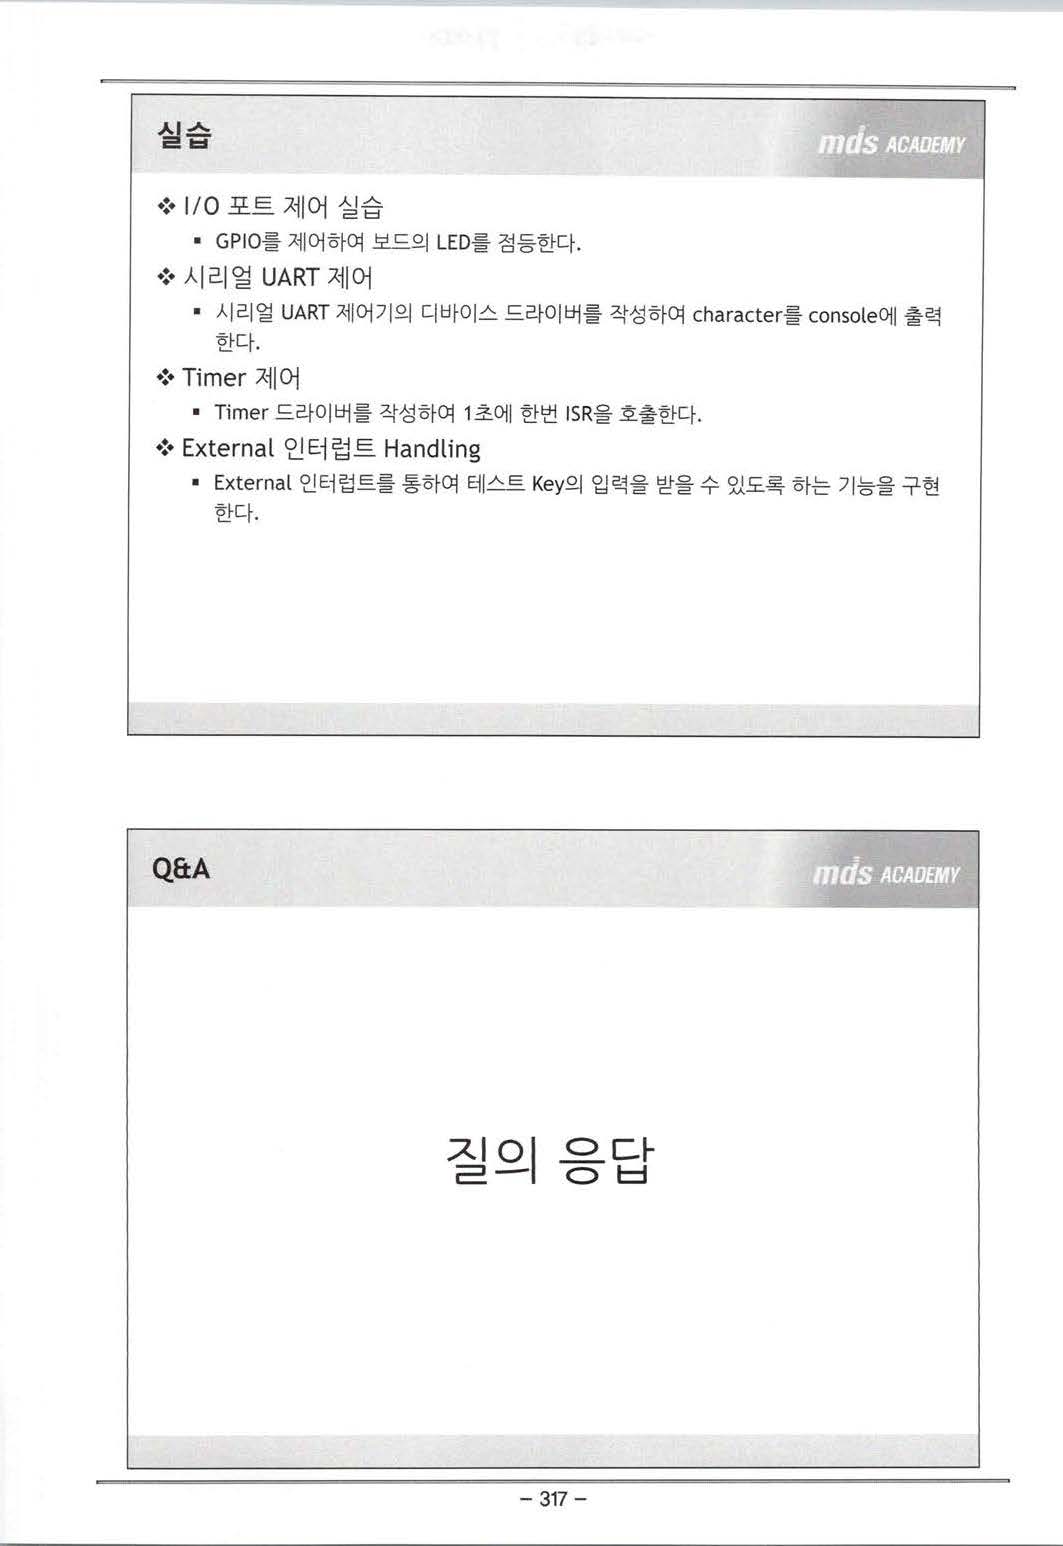 실습
mds ACADEMY
❖ I/O 포트 제어 실습
▪ GPIO를 제어하여 보드의 LED를 점등한다.
❖ 시리얼 UART 제어
▪ 시리얼 UART 제어기의 디바이스 드라이버를 작성하여 character를 console에 출력
한다.
❖ Timer 제어
▪ Timer 드라이버를 작성하여 1초에 한번 ISR을 호출한다.
❖ External 인터럽트 Handling
▪ External 인터럽트를 통하여 테스트 Key의 입력을 받을 수 있도록 하는 기능을 구현
한다.
Q&A
mds ACADEMY
질의 응답
– 317 –